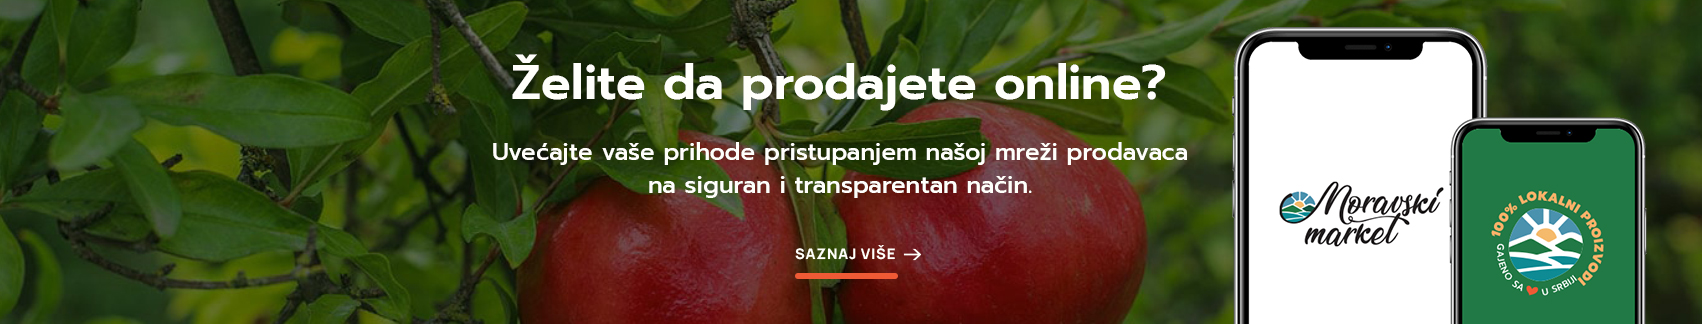 Želite da prodajete online?
Uvećajte vaše prihode pristupanjem našoj mreži prodavaca
na siguran i transparentan način.
SAZNAJ VIŠE →
Moravski
market
100% LOKALNI PROIZVODI
GAJENO SA ❤ U SRBIJI